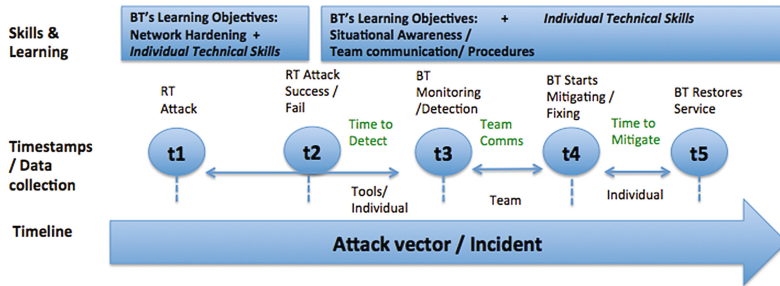 Skills &
Learning
BT's Learning Objectives:
Network Hardening + Individual Technical Skills
BT's Learning Objectives: + Individual Technical Skills
Situational Awareness /
Team communication/ Procedures
RT
Attack
RT Attack
Success /
Fail
BT
Monitoring
/Detection
BT Starts
Mitigating /
Fixing
BT Restores
Service
Timestamps
/ Data
collection
t1
t2
Time to
Detect
t3
Team
Comms
t4
Time to
Mitigate
t5
Tools/
Individual
Team
Individual
Timeline
Attack vector / Incident